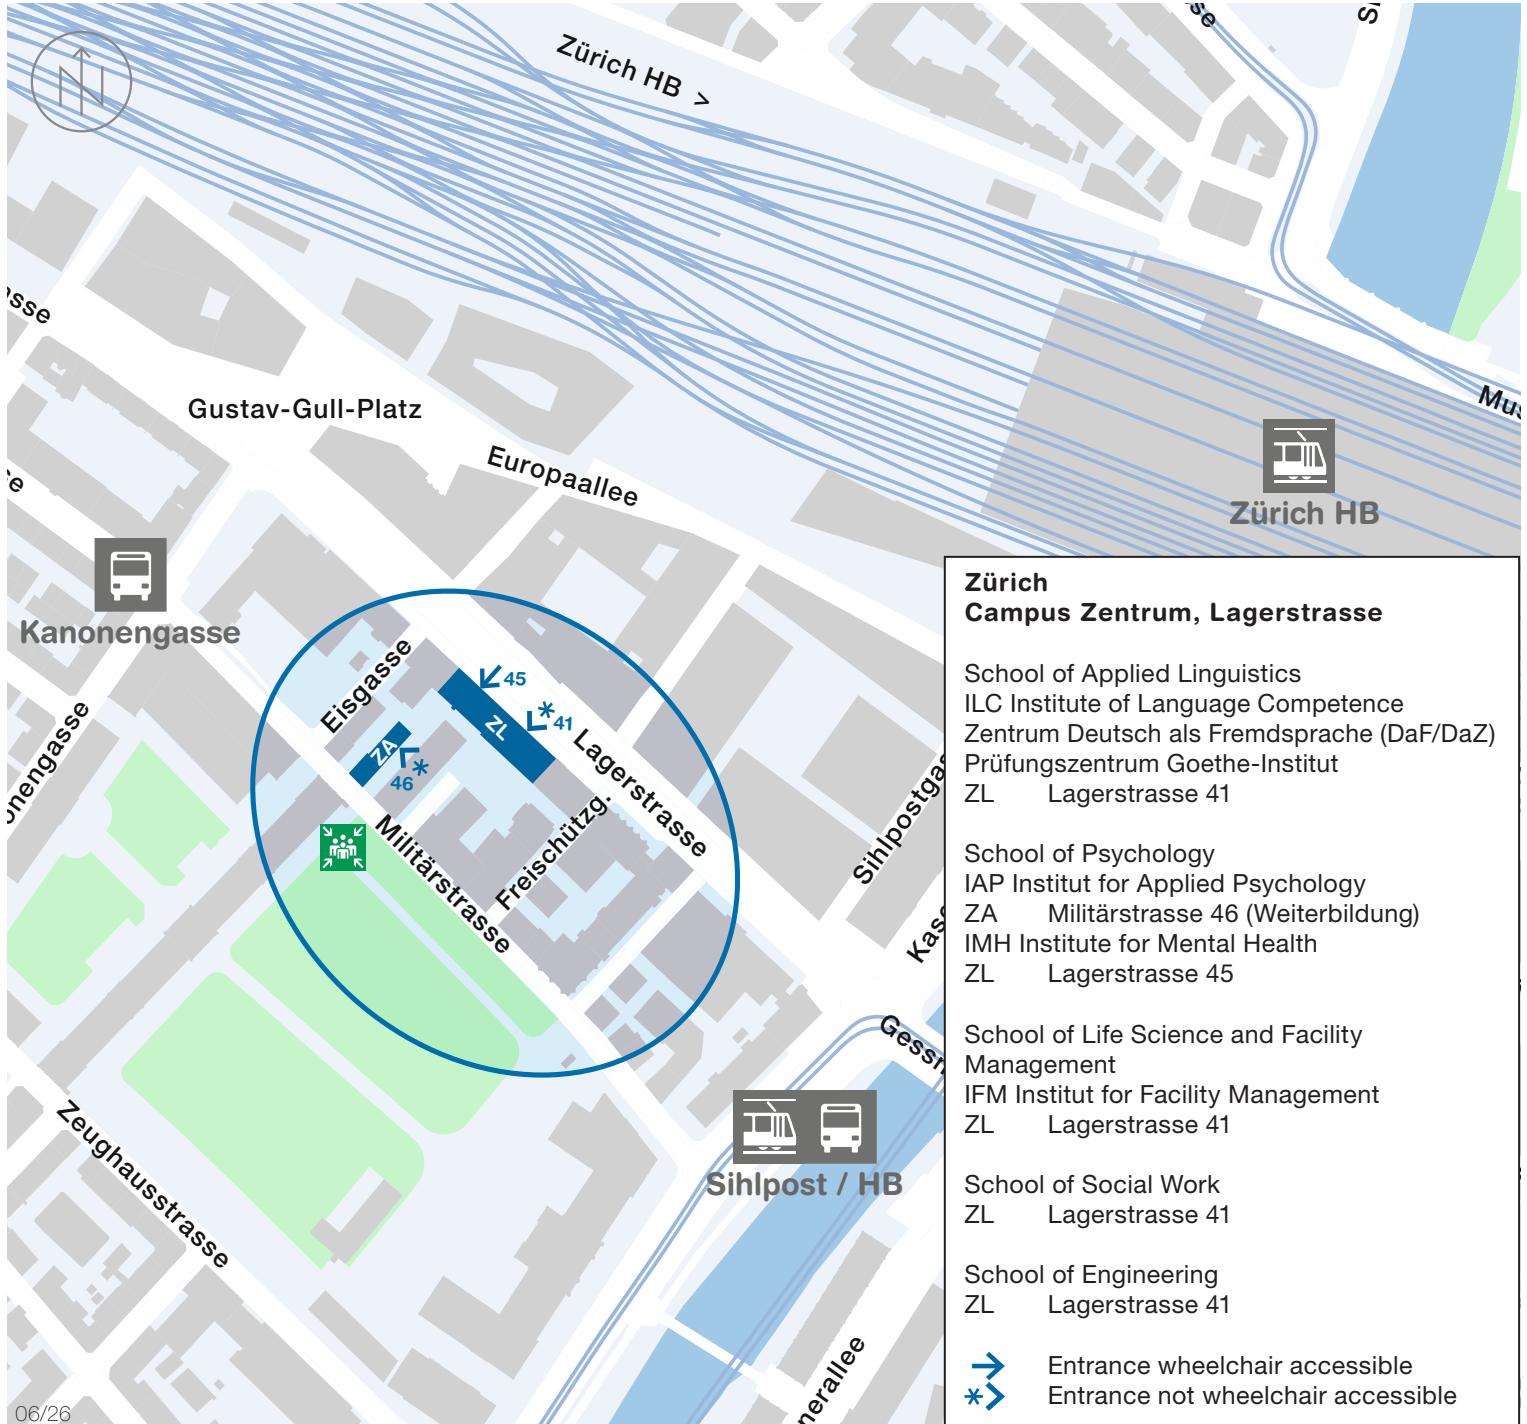 Zürich HB >
Gustav-Gull-Platz
Europaallee
Zürich HB
Kanonengasse
Eisgasse
45
ZL
41
ZA
46
Lagerstrasse
Freischützg.
Militärstrasse
Zeughausstrasse
Sihlpost / HB
Zürich
Campus Zentrum, Lagerstrasse
School of Applied Linguistics
ILC Institute of Language Competence
Zentrum Deutsch als Fremdsprache (DaF/DaZ)
Prüfungszentrum Goethe-Institut
ZL Lagerstrasse 41
School of Psychology
IAP Institut for Applied Psychology
ZA Militärstrasse 46 (Weiterbildung)
IMH Institute for Mental Health
ZL Lagerstrasse 45
School of Life Science and Facility
Management
IFM Institut for Facility Management
ZL Lagerstrasse 41
School of Social Work
ZL Lagerstrasse 41
School of Engineering
ZL Lagerstrasse 41
Entrance wheelchair accessible
* Entrance not wheelchair accessible
06/26